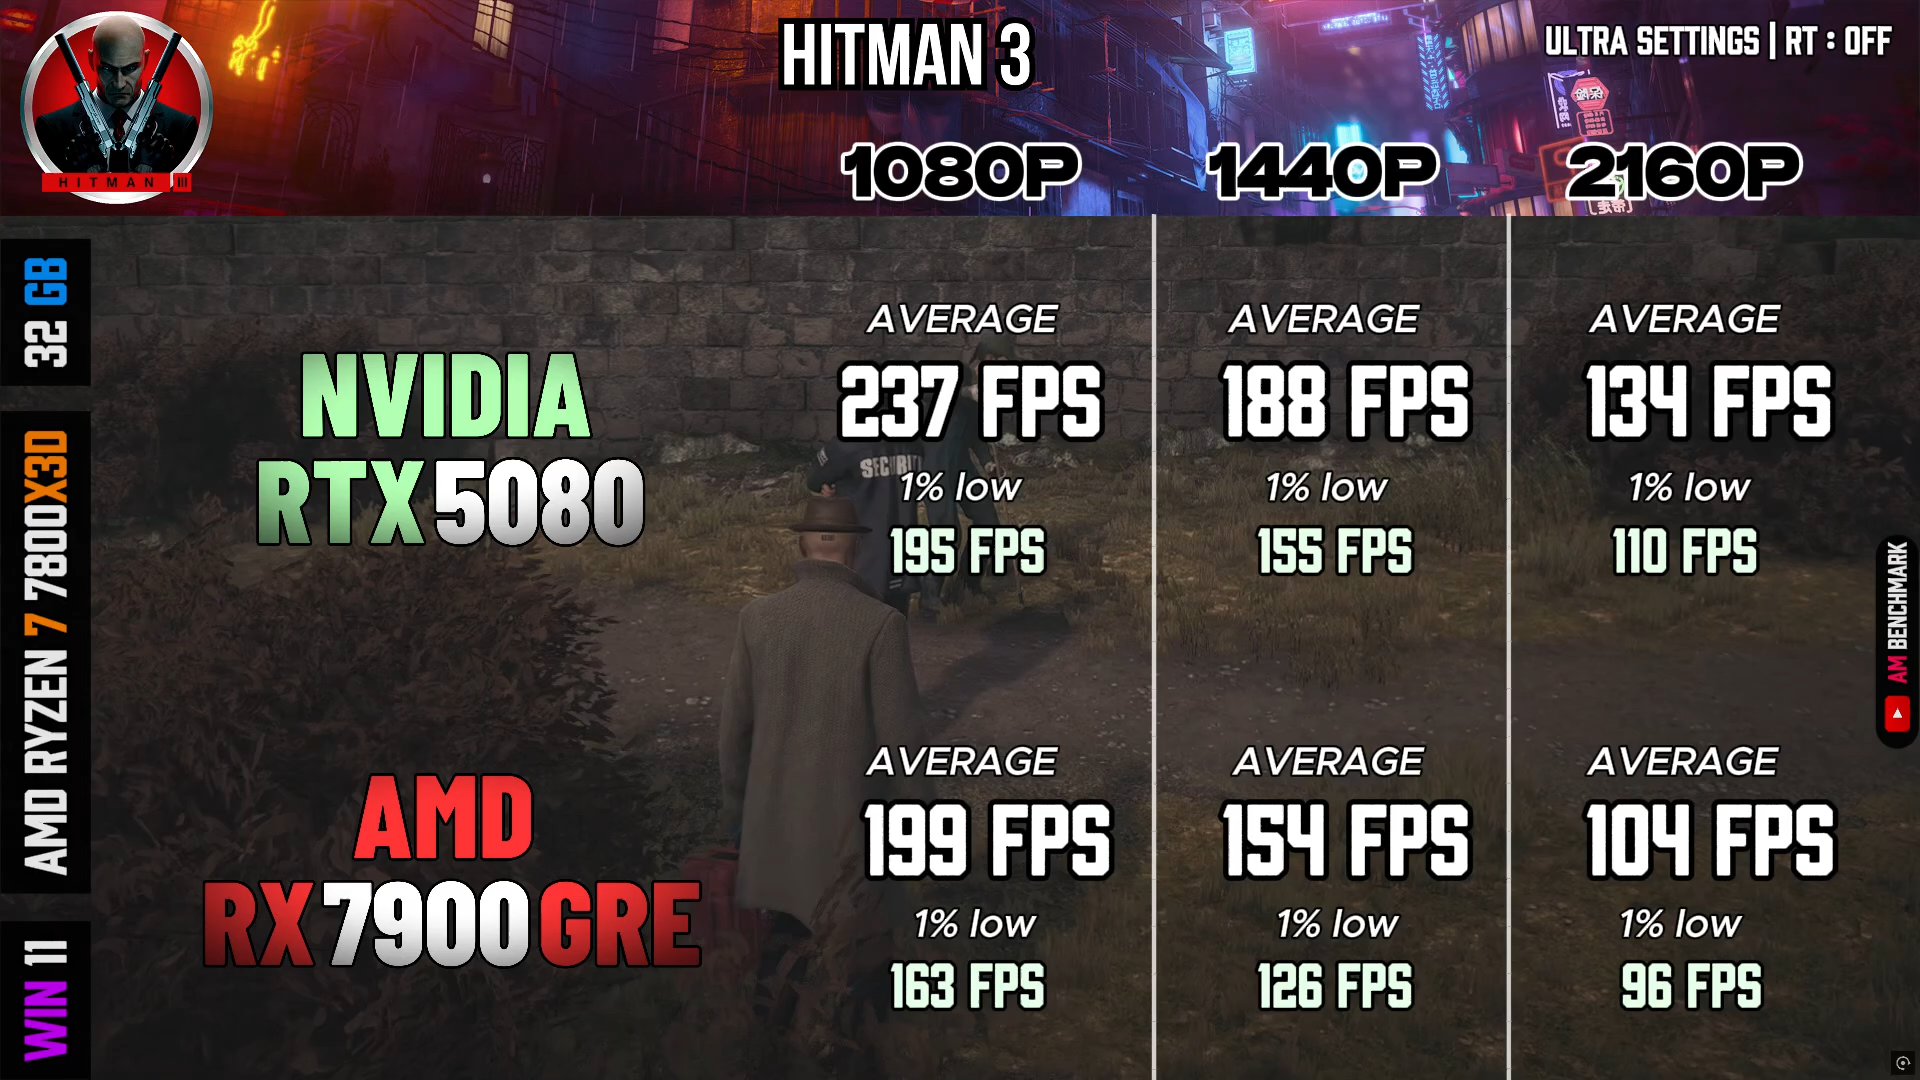 HITMAN 3
ULTRA SETTINGS | RT : OFF
HITMAN III
1080P 1440P 2160P
32 GB
AMD RYZEN 7 7800X3D
WIN 11
NVIDIA
RTX 5080
AVERAGE AVERAGE AVERAGE
237 FPS 188 FPS 134 FPS
1% low 1% low 1% low
195 FPS 155 FPS 110 FPS
SECURITY
AMD
RX 7900 GRE
AVERAGE AVERAGE AVERAGE
199 FPS 154 FPS 104 FPS
1% low 1% low 1% low
163 FPS 126 FPS 96 FPS
AM BENCHMARK